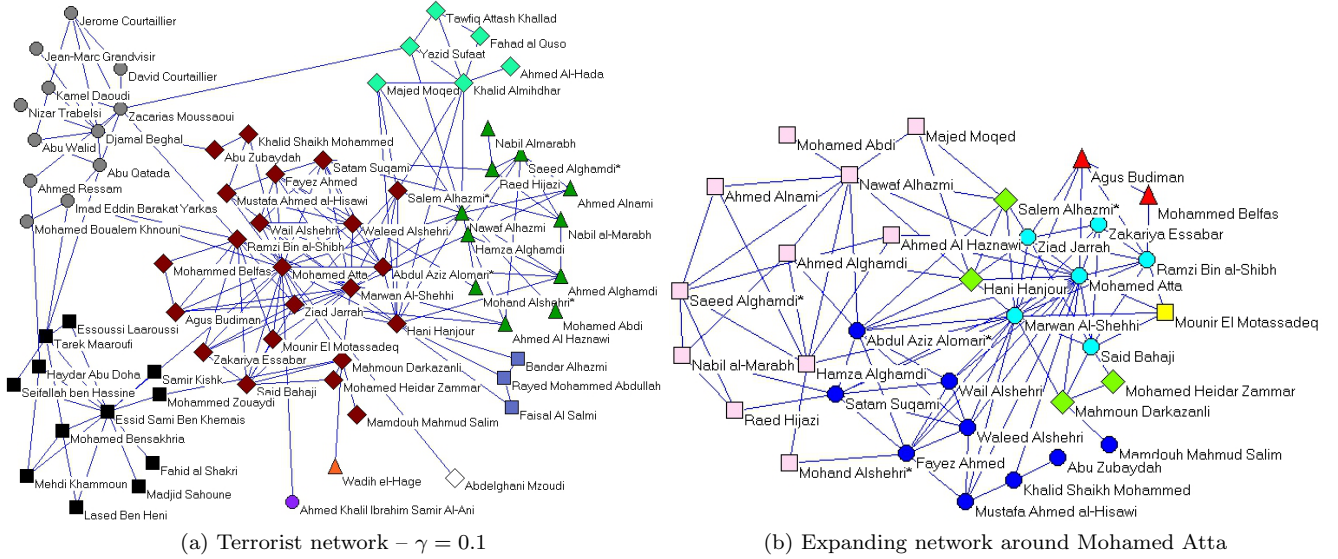 Jerome Courtaillier
Jean-Marc Grandvisir
David Courtaillier
Kamel Daoudi
Nizar Trabelsi
Zacarias Moussaoui
Djamal Beghal
Abu Walid
Abu Qatada
Ahmed Ressam
Imad Eddin Barakat Yarkas
Mohamed Boualem Khnouni
Tawfiq Attash Khallad
Fahad al Quso
Yazid Sufaat
Ahmed Al-Hada
Majed Moqed
Khalid Almihdhar
Khalid Shaikh Mohammed
Abu Zubaydah
Satam Suqami
Fayez Ahmed
Mustafa Ahmed al-Hisawi
Salem Alhazmi*
Wail Alshehri
Waleed Alshehri
Ramzi Bin al-Shibh
Nabil Almarabh
Saeed Alghamdi*
Raed Hijazi
Ahmed Alnami
Nawaf Alhazmi
Nabil al-Marabh
Hamza Alghamdi
Mohammed Belfas
Mohamed Atta
Abdul Aziz Alomari*
Ahmed Alghamdi
Marwan Al-Shehhi
Mohand Alshehri*
Ziad Jarrah
Mohamed Abdi
Agus Budiman
Hani Hanjour
Ahmed Al Haznawi
Mounir El Motassadeq
Zakariya Essabar
Mahmoun Darkazanli
Bandar Alhazmi
Said Bahaji
Mohamed Heidar Zammar
Rayed Mohammed Abdullah
Mamdouh Mahmud Salim
Faisal Al Salmi
Essoussi Laaroussi
Tarek Maaroufi
Haydar Abu Doha
Samir Kishk
Seifallah ben Hassine
Mohammed Zouaydi
Essid Sami Ben Khemais
Mohamed Bensakhria
Fahid al Shakri
Mehdi Khammoun
Madjid Sahoune
Lased Ben Heni
Wadih el-Hage
Abdelghani Mzoudi
Ahmed Khalil Ibrahim Samir Al-Ani
(a) Terrorist network – γ = 0.1
Mohamed Abdi
Majed Moqed
Agus Budiman
Ahmed Alnami
Nawaf Alhazmi
Salem Alhazmi*
Mohammed Belfas
Zakariya Essabar
Ahmed Al Haznawi
Ziad Jarrah
Ahmed Alghamdi
Ramzi Bin al-Shibh
Hani Hanjour
Mohamed Atta
Saeed Alghamdi*
Mounir El Motassadeq
Marwan Al-Shehhi
Abdul Aziz Alomari*
Nabil al-Marabh
Said Bahaji
Hamza Alghamdi
Wail Alshehri
Mohamed Heidar Zammar
Satam Suqami
Mahmoun Darkazanli
Raed Hijazi
Waleed Alshehri
Mamdouh Mahmud Salim
Mohand Alshehri*
Fayez Ahmed
Abu Zubaydah
Khalid Shaikh Mohammed
Mustafa Ahmed al-Hisawi
(b) Expanding network around Mohamed Atta